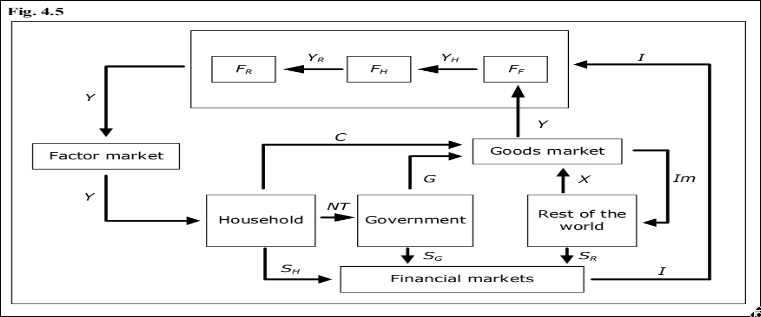 Fig. 4.5
Y_R
Y_H
I
F_R
F_H
F_F
Y
Y
C
Factor market
Goods market
Y
G
X
Im
NT
Household
Government
Rest of the
world
S_H
S_G
S_R
I
Financial markets